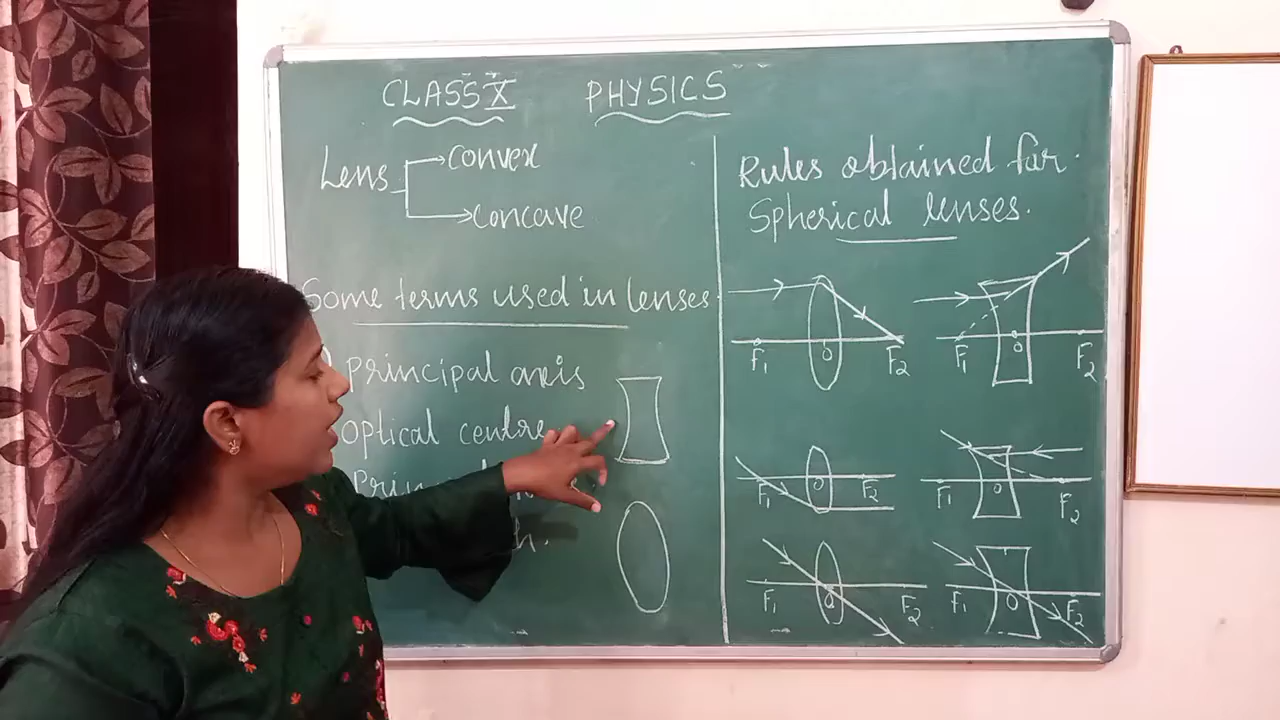 CLASS X PHYSICS
Lens
Convex
Concave
Some terms used in lenses
principal axis
optical centre
Rules obtained for
Spherical lenses.
F₁ O F₂
F₁ O F₂
F₁ O F₂
F₁ O F₂
F₁ O F₂
F₁ O F₂